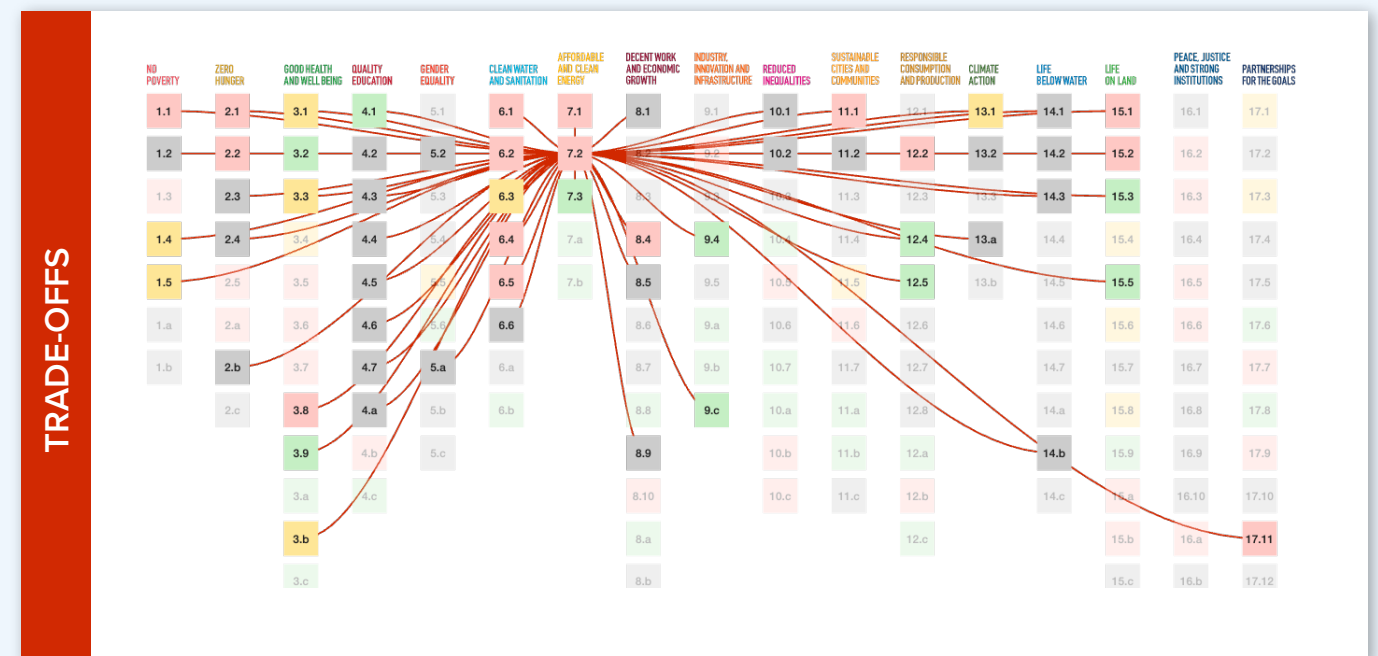 TRADE-OFFS
NO
POVERTY
ZERO
HUNGER
GOOD HEALTH
AND WELL BEING
QUALITY
EDUCATION
GENDER
EQUALITY
CLEAN WATER
AND SANITATION
AFFORDABLE
AND CLEAN
ENERGY
DECENT WORK
AND ECONOMIC
GROWTH
INDUSTRY,
INNOVATION AND
INFRASTRUCTURE
REDUCED
INEQUALITIES
SUSTAINABLE
CITIES AND
COMMUNITIES
RESPONSIBLE
CONSUMPTION
AND PRODUCTION
CLIMATE
ACTION
LIFE
BELOW WATER
LIFE
ON LAND
PEACE, JUSTICE
AND STRONG
INSTITUTIONS
PARTNERSHIPS
FOR THE GOALS
1.1 2.1 3.1 4.1 5.1 6.1 7.1 8.1 9.1 10.1 11.1 12.1 13.1 14.1 15.1 16.1 17.1
1.2 2.2 3.2 4.2 5.2 6.2 7.2 8.2 9.2 10.2 11.2 12.2 13.2 14.2 15.2 16.2 17.2
1.3 2.3 3.3 4.3 5.3 6.3 7.3 8.3 9.3 10.3 11.3 12.3 13.3 14.3 15.3 16.3 17.3
1.4 2.4 3.4 4.4 5.4 6.4 7.a 8.4 9.4 10.4 11.4 12.4 13.a 14.4 15.4 16.4 17.4
1.5 2.5 3.5 4.5 5.5 6.5 7.b 8.5 9.5 10.5 11.5 12.5 13.b 14.5 15.5 16.5 17.5
1.a 2.a 3.6 4.6 5.6 6.6 8.6 9.a 10.6 11.6 12.6 14.6 15.6 16.6 17.6
1.b 2.b 3.7 4.7 5.a 6.a 8.7 9.b 10.7 11.7 12.7 14.7 15.7 16.7 17.7
2.c 3.8 4.a 5.b 6.b 8.8 9.c 10.a 11.a 12.8 14.a 15.8 16.8 17.8
3.9 4.b 5.c 8.9 10.b 11.b 12.a 14.b 15.9 16.9 17.9
3.a 4.c 8.10 10.c 11.c 12.b 14.c 15.a 16.10 17.10
3.b 8.a 12.c 15.b 16.a 17.11
3.c 8.b 15.c 16.b 17.12